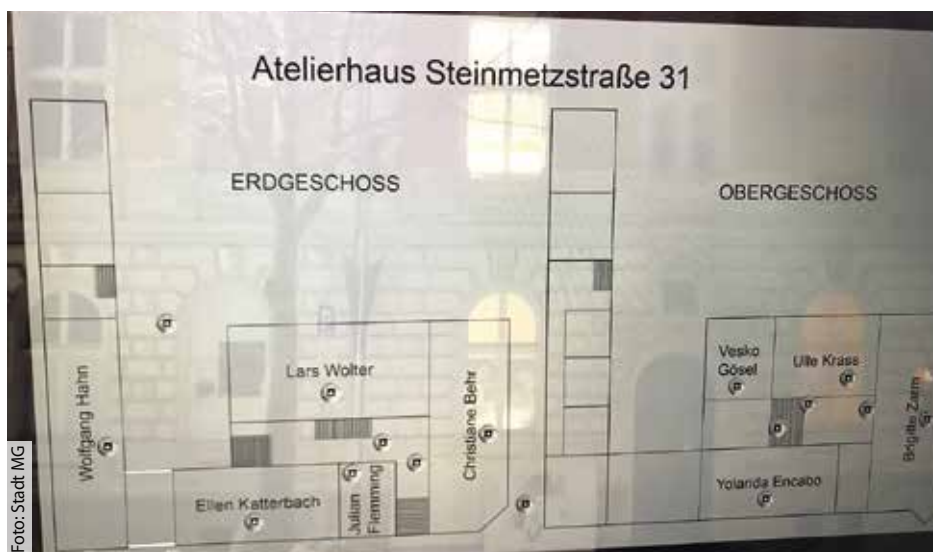 Atelierhaus Steinmetzstraße 31
ERDGESCHOSS
OBERGESCHOSS
Wolfgang Hahn
Lars Wolter
Christiane Behr
Ellen Katterbach
Julian
Flemming
Vesko
Gösel
Ulle Krass
Brigitte Zarm
Yolanda Encabo
Foto: Stadt MG